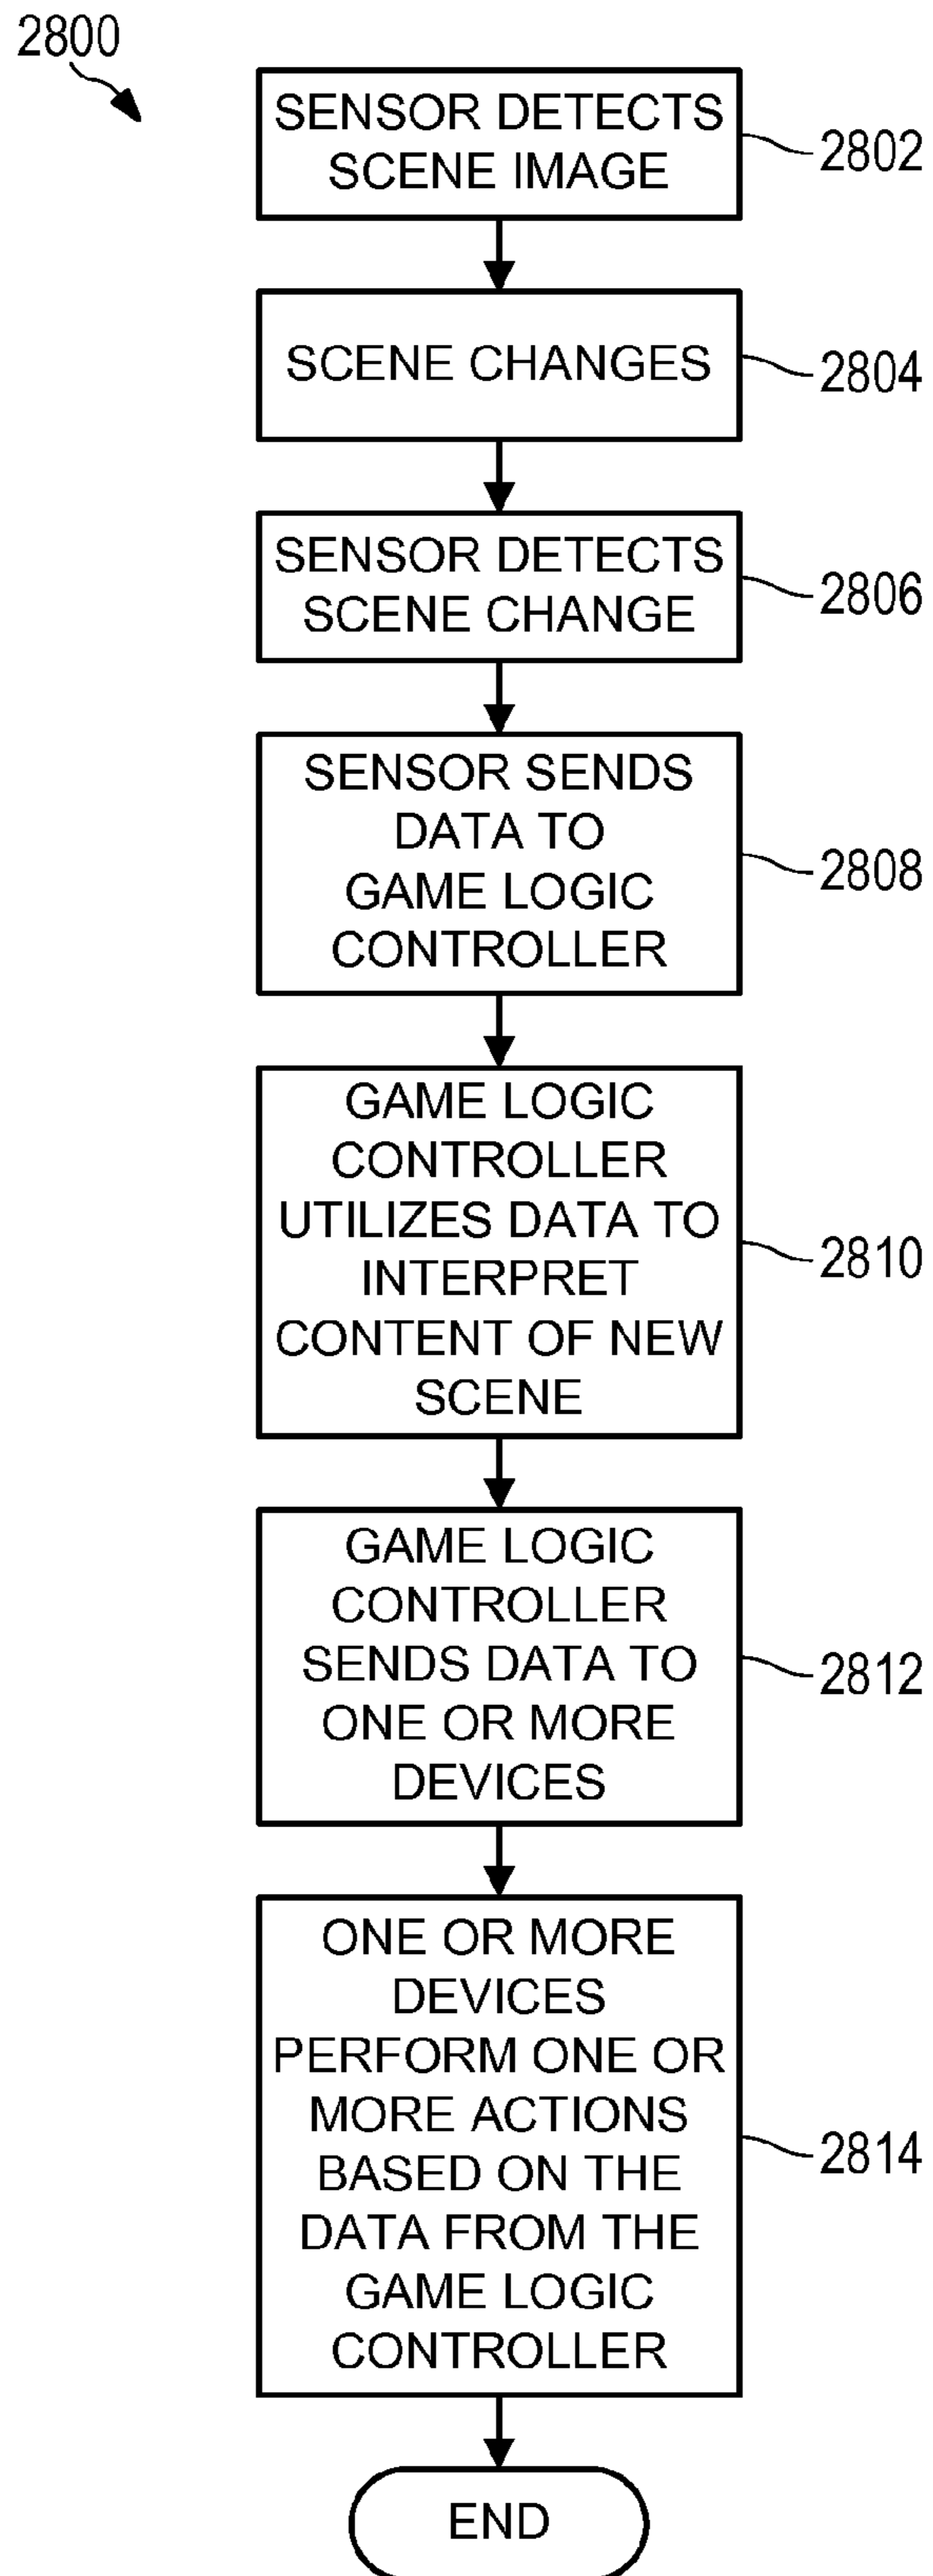 2800
SENSOR DETECTS
SCENE IMAGE
2802
SCENE CHANGES
2804
SENSOR DETECTS
SCENE CHANGE
2806
SENSOR SENDS
DATA TO
GAME LOGIC
CONTROLLER
2808
GAME LOGIC
CONTROLLER
UTILIZES DATA TO
INTERPRET
CONTENT OF NEW
SCENE
2810
GAME LOGIC
CONTROLLER
SENDS DATA TO
ONE OR MORE
DEVICES
2812
ONE OR MORE
DEVICES
PERFORM ONE OR
MORE ACTIONS
BASED ON THE
DATA FROM THE
GAME LOGIC
CONTROLLER
2814
END